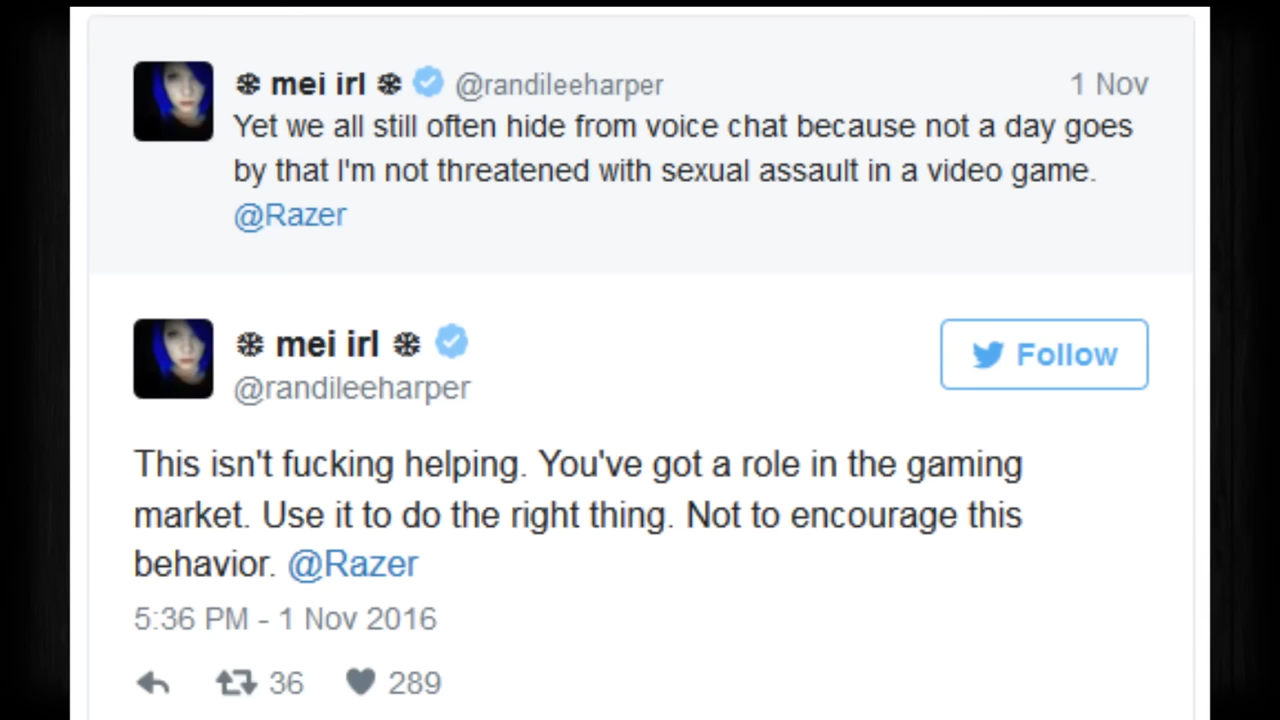 ❄ mei irl ❄ @randileeharper 1 Nov
Yet we all still often hide from voice chat because not a day goes
by that I'm not threatened with sexual assault in a video game.
@Razer
❄ mei irl ❄
Follow
@randileeharper
This isn't fucking helping. You've got a role in the gaming
market. Use it to do the right thing. Not to encourage this
behavior. @Razer
5:36 PM - 1 Nov 2016
36 289